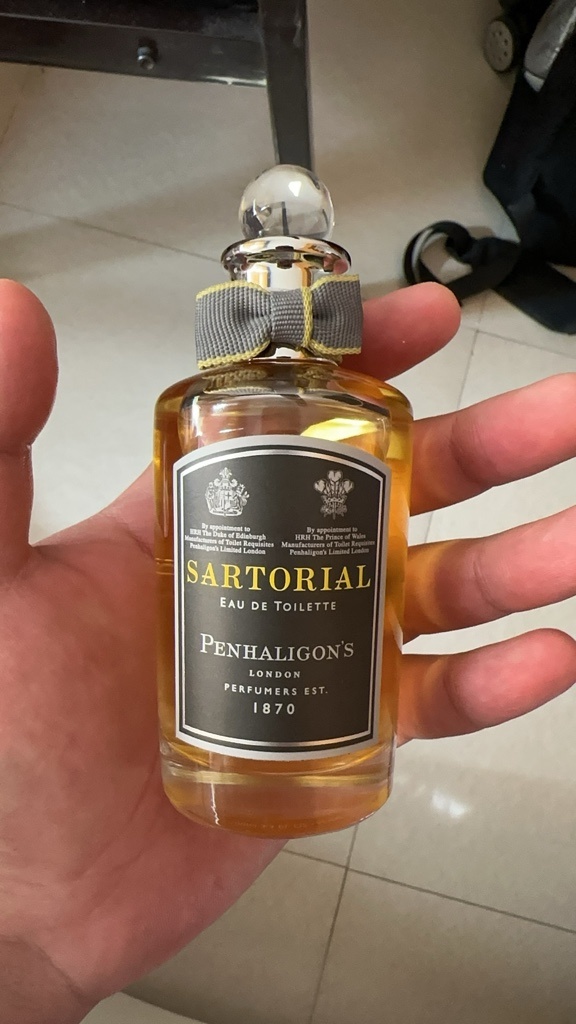 By appointment to
HRH The Duke of Edinburgh
Manufacturers of Toilet Requisites
Penhaligon's Limited London
By appointment to
HRH The Prince of Wales
Manufacturers of Toilet Requisites
Penhaligon's Limited London
SARTORIAL
EAU DE TOILETTE
PENHALIGON'S
LONDON
PERFUMERS EST.
1870